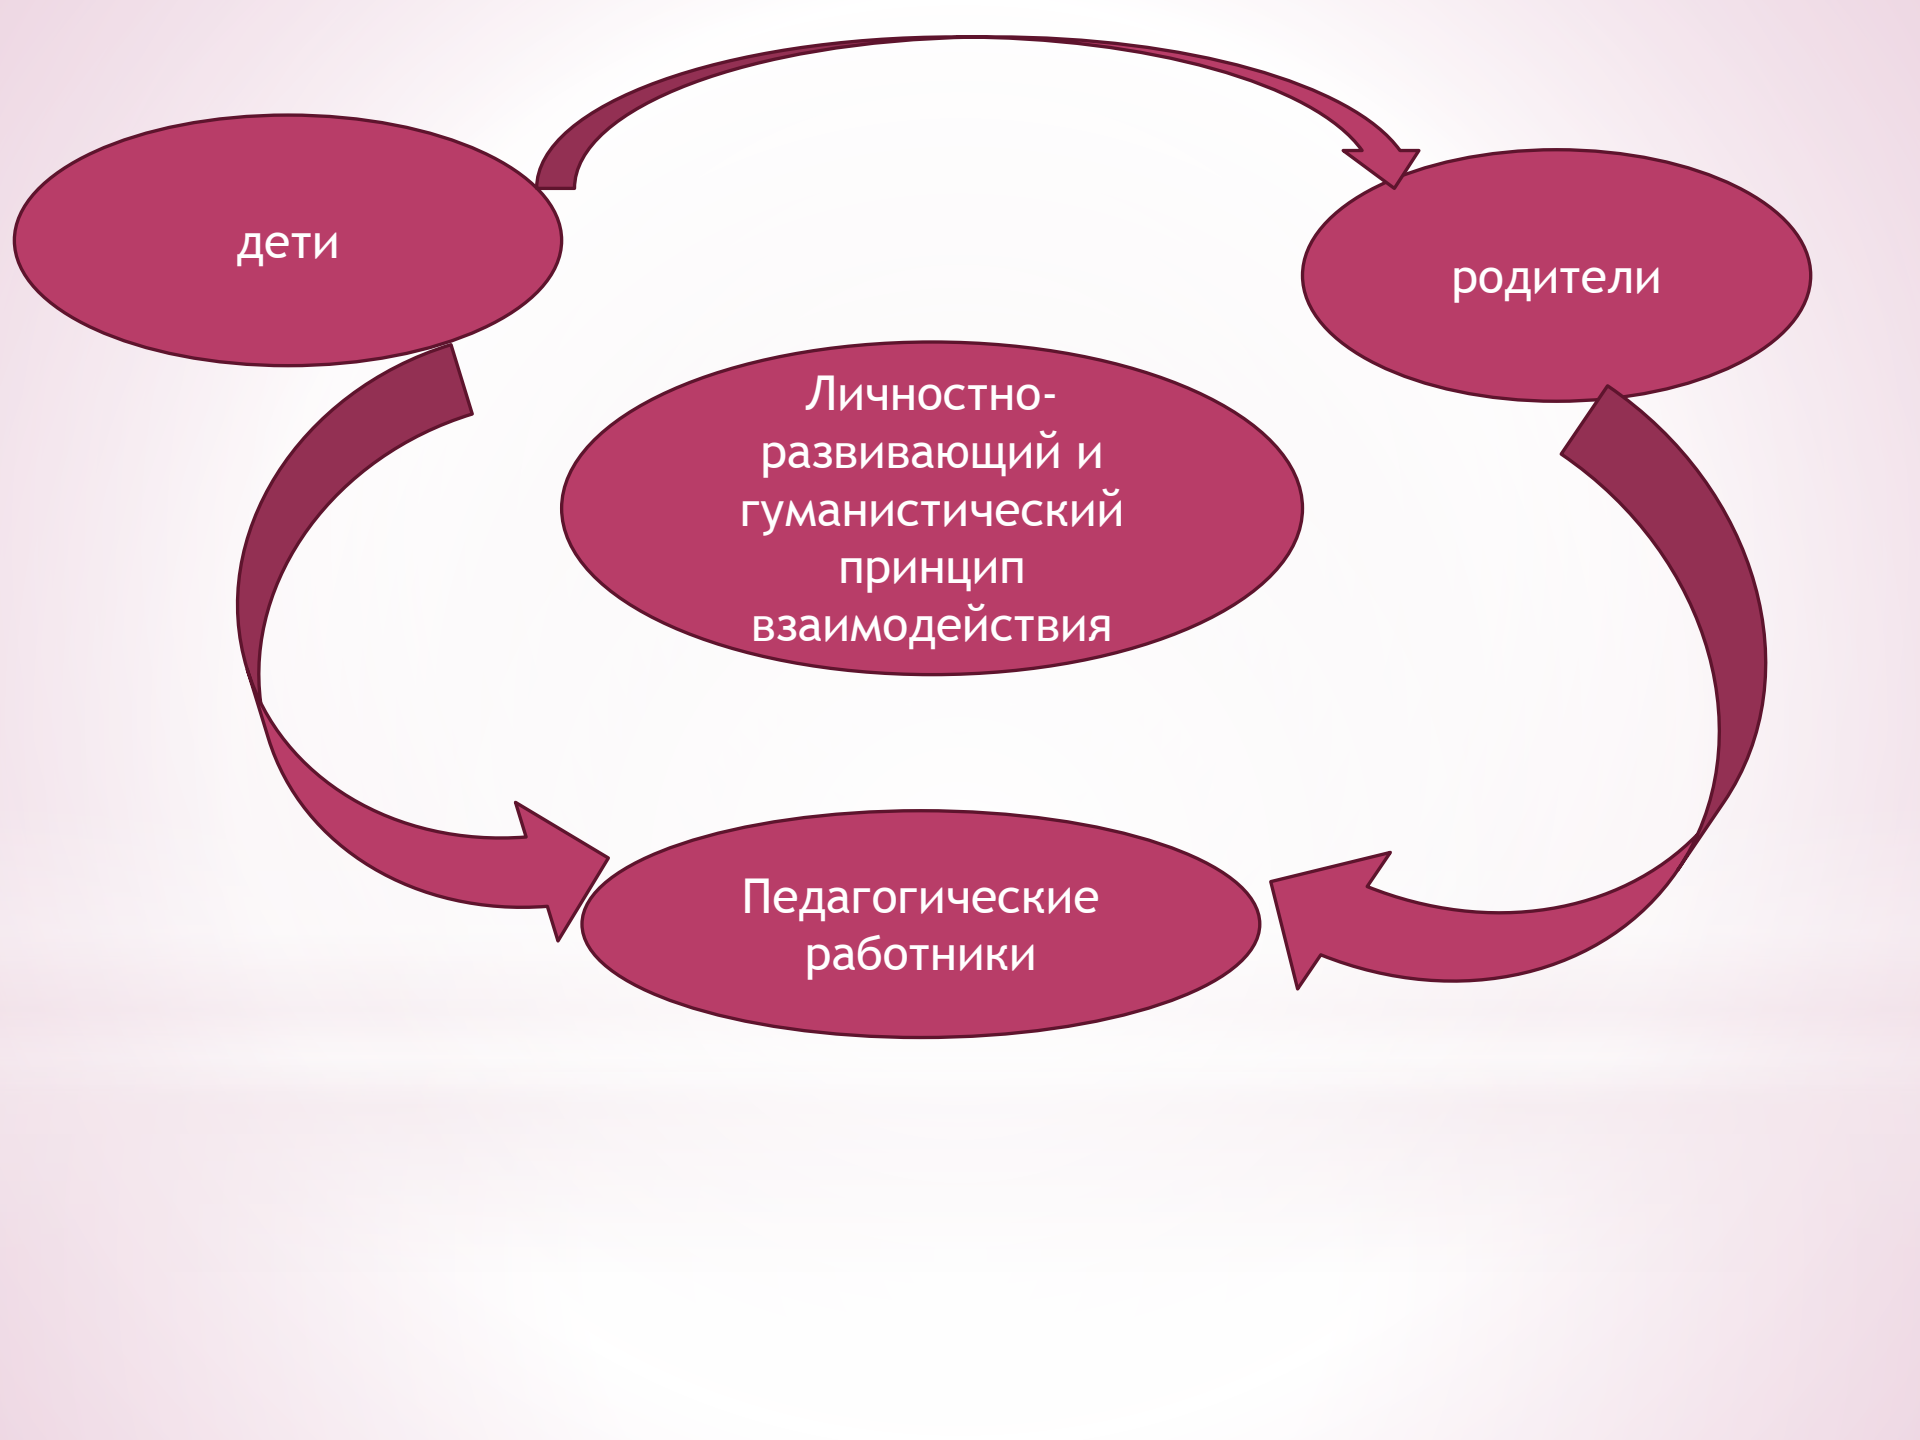 дети
родители
Личностно-
развивающий и
гуманистический
принцип
взаимодействия
Педагогические
работники